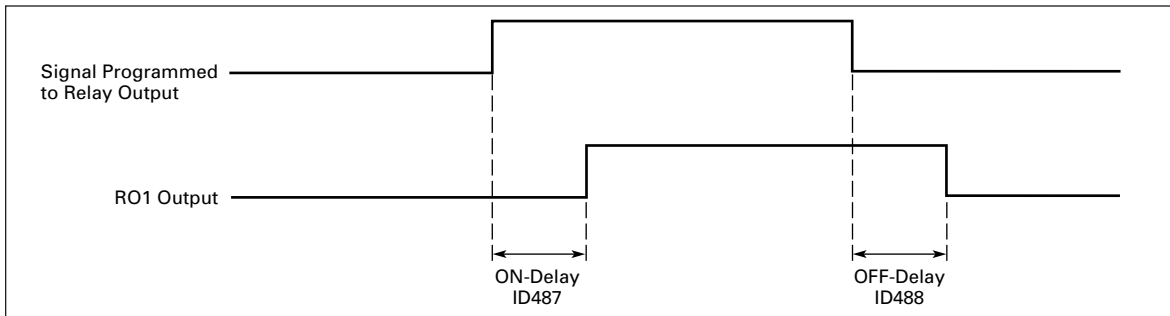 Signal Programmed
to Relay Output
RO1 Output
ON-Delay
ID487
OFF-Delay
ID488